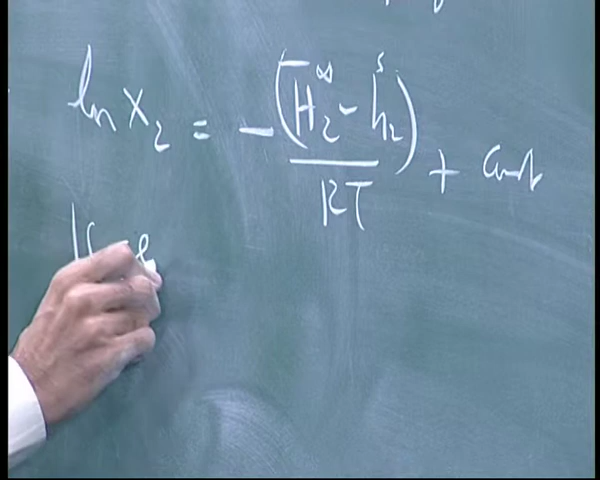 ln x₂ = - (H̅₂^∞ - h₂^s) / RT + Const